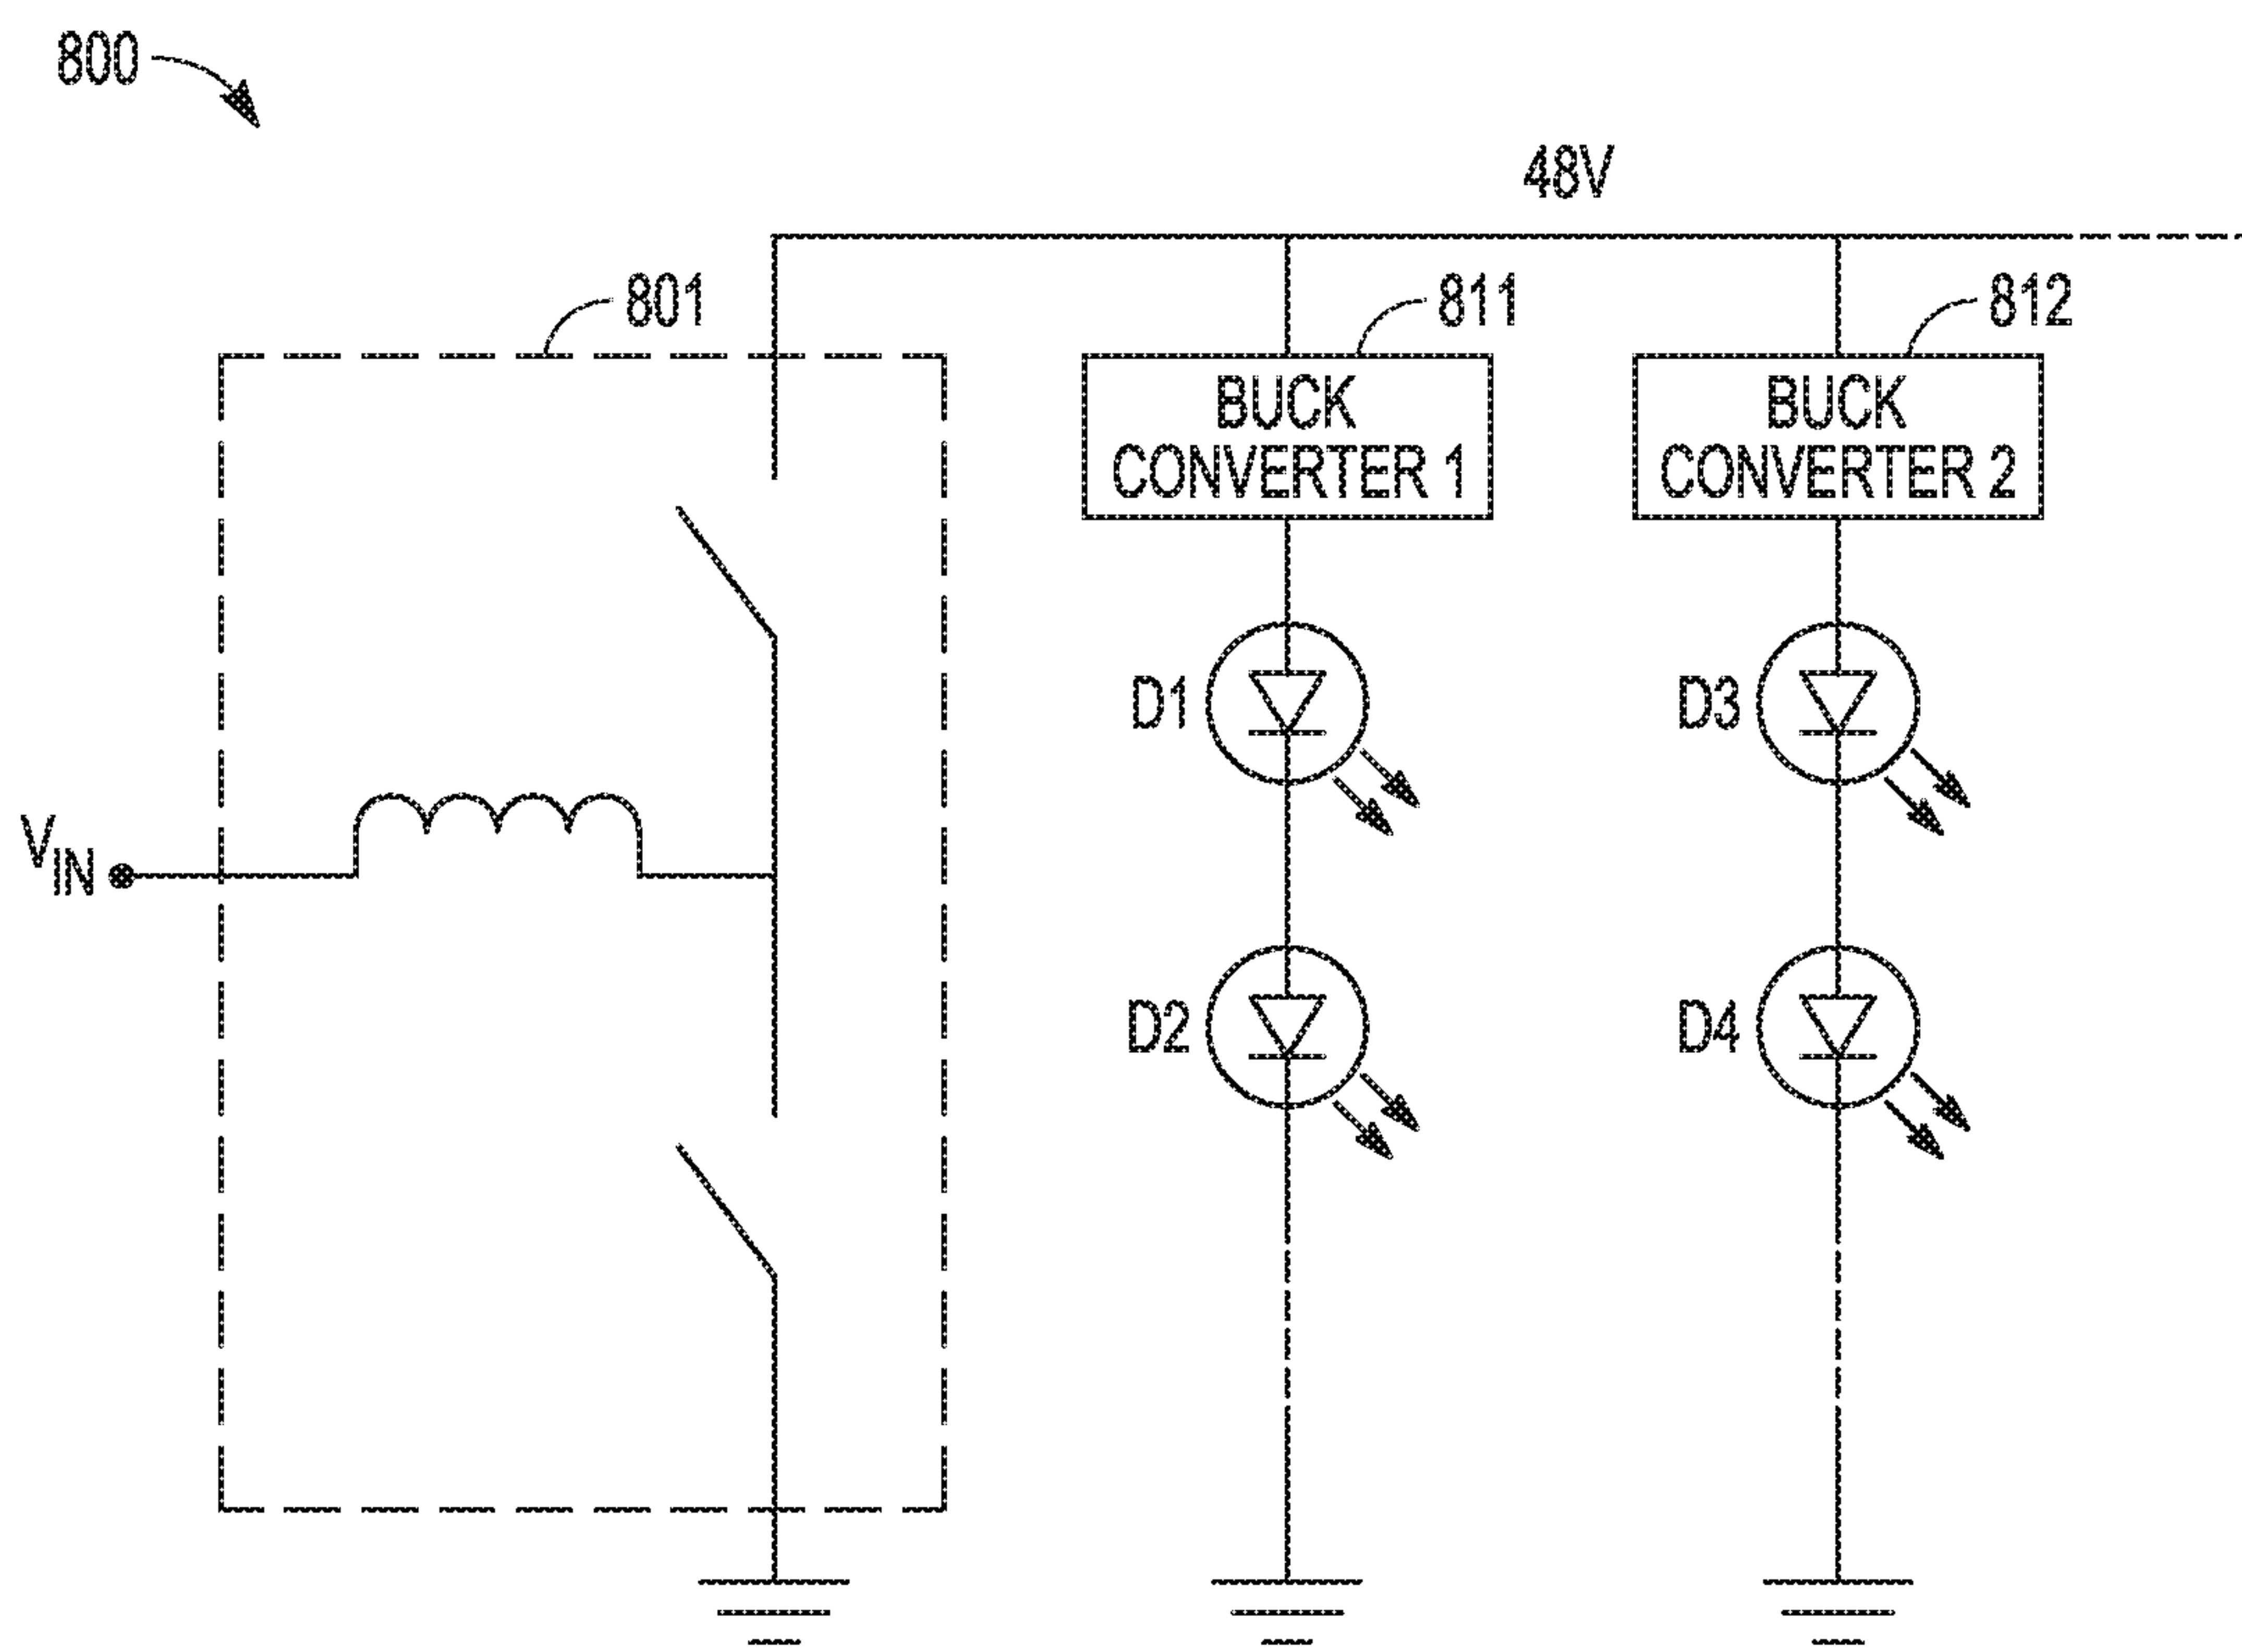 800
48V
801
811
812
BUCK
CONVERTER 1
BUCK
CONVERTER 2
D1
D3
VIN
D2
D4